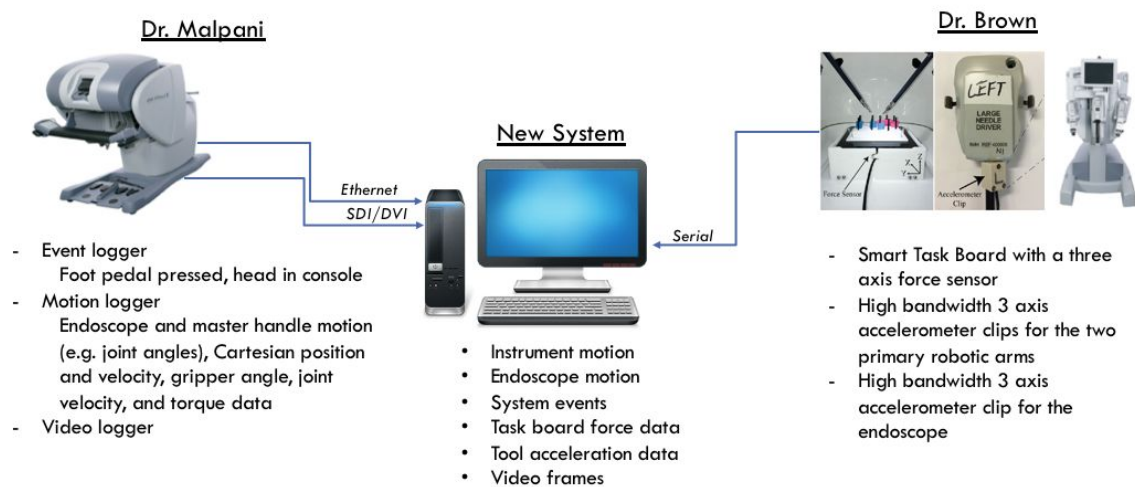 Dr. Malpani
Dr. Brown
New System
LEFT
LARGE
NEEDLE
DRIVER
Force Sensor
Accelerometer
Clip
Ethernet
SDI/DVI
Serial
- Event logger
Foot pedal pressed, head in console
- Motion logger
Endoscope and master handle motion
(e.g. joint angles), Cartesian position
and velocity, gripper angle, joint
velocity, and torque data
- Video logger
• Instrument motion
• Endoscope motion
• System events
• Task board force data
• Tool acceleration data
• Video frames
- Smart Task Board with a three
axis force sensor
- High bandwidth 3 axis
accelerometer clips for the two
primary robotic arms
- High bandwidth 3 axis
accelerometer clip for the
endoscope